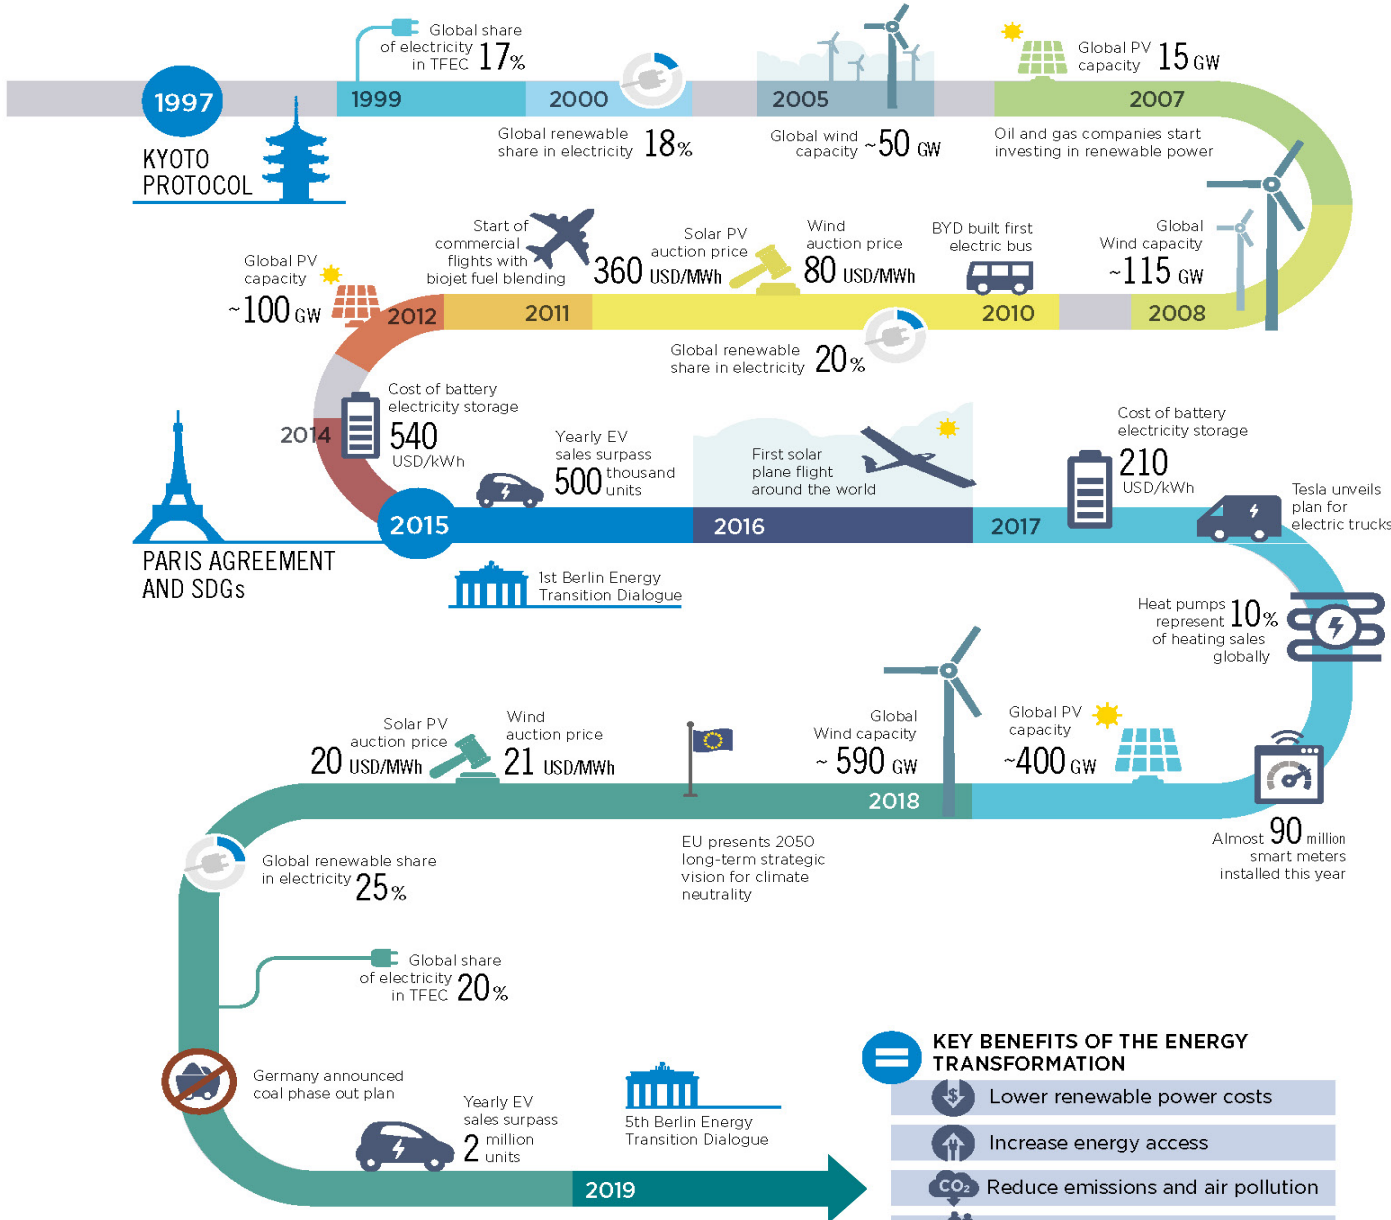 Global share
of electricity
in TFEC 17%
1997
KYOTO
PROTOCOL
1999
2000
Global renewable
share in electricity 18%
2005
Global wind
capacity ~50 GW
Global PV
capacity 15 GW
2007
Oil and gas companies start
investing in renewable power
Global
Wind capacity
~115 GW
2008
BYD built first
electric bus
2010
Wind
auction price
80 USD/MWh
Solar PV
auction price
360 USD/MWh
Global renewable
share in electricity 20%
Start of
commercial
flights with
biojet fuel blending
2011
2012
Global PV
capacity
~100 GW
2014
Cost of battery
electricity storage
540
USD/kWh
2015
PARIS AGREEMENT
AND SDGs
Yearly EV
sales surpass
500 thousand
units
1st Berlin Energy
Transition Dialogue
First solar
plane flight
around the world
2016
2017
Cost of battery
electricity storage
210
USD/kWh
Tesla unveils
plan for
electric trucks
Heat pumps
represent 10%
of heating sales
globally
Almost 90 million
smart meters
installed this year
Global PV
capacity
~400 GW
Global
Wind capacity
~ 590 GW
2018
EU presents 2050
long-term strategic
vision for climate
neutrality
Wind
auction price
21 USD/MWh
Solar PV
auction price
20 USD/MWh
Global renewable share
in electricity 25%
Global share
of electricity
in TFEC 20%
Germany announced
coal phase out plan
Yearly EV
sales surpass
2 million
units
5th Berlin Energy
Transition Dialogue
2019
KEY BENEFITS OF THE ENERGY
TRANSFORMATION
$ Lower renewable power costs
Increase energy access
CO₂ Reduce emissions and air pollution